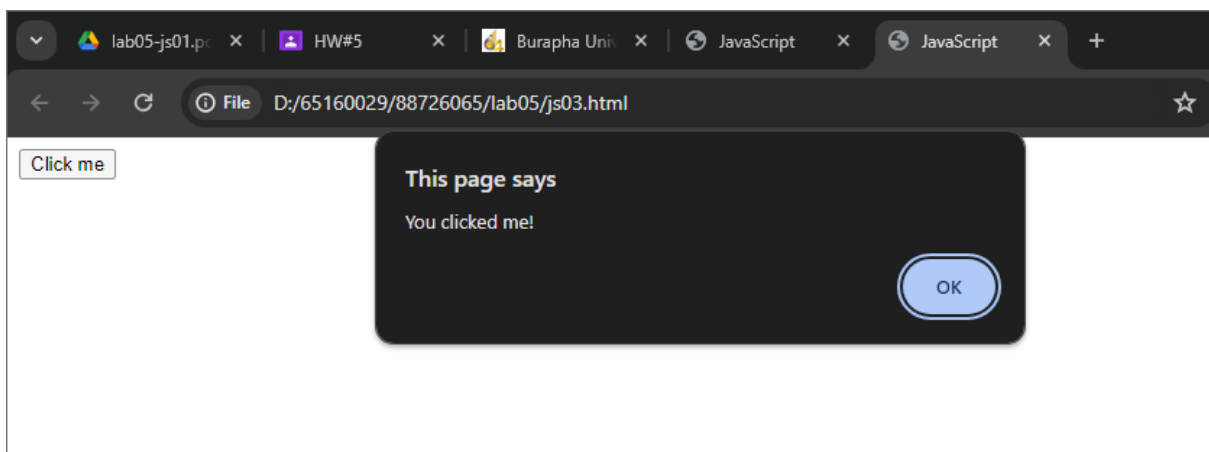 lab05-js01.pc
HW#5
Burapha Univ
JavaScript
JavaScript
File D:/65160029/88726065/lab05/js03.html
Click me
This page says
You clicked me!
OK